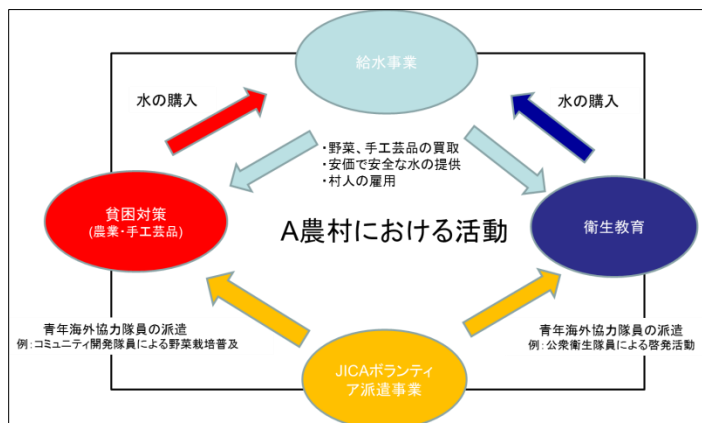 給水事業
水の購入
水の購入
・野菜、手工芸品の買取
・安価で安全な水の提供
・村人の雇用
貧困対策
(農業・手工芸品)
A農村における活動
衛生教育
青年海外協力隊員の派遣
例:コミュニティ開発隊員による野菜栽培普及
青年海外協力隊員の派遣
例:公衆衛生隊員による啓発活動
JICAボランティ
ア派遣事業